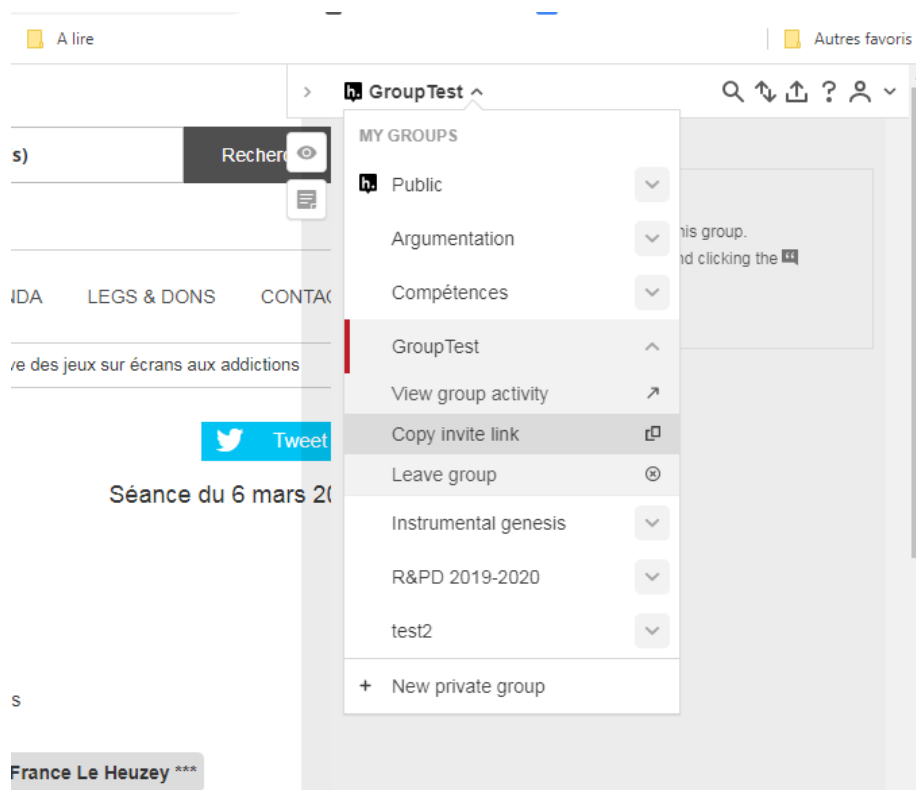 A lire
Autres favoris
GroupTest
MY GROUPS
s)
Recher
Public
Argumentation
his group.
nd clicking the
Compétences
NDA LEGS & DONS CONTAC
GroupTest
ve des jeux sur écrans aux addictions
View group activity
Tweet
Copy invite link
Leave group
Séance du 6 mars 20
Instrumental genesis
R&PD 2019-2020
test2
+ New private group
s
France Le Heuzey ***